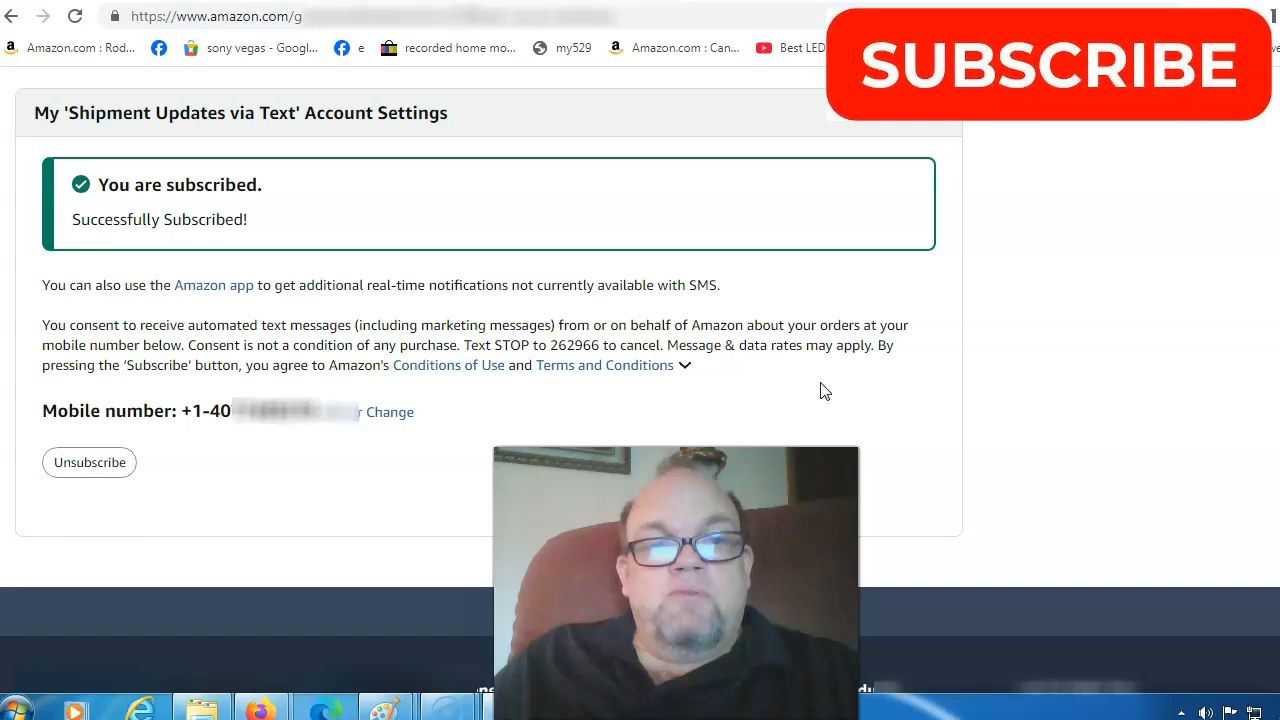 https://www.amazon.com/g
SUBSCRIBE
Amazon.com : Rod...
e
sony vegas - Googl...
recorded home mo...
my529
Amazon.com : Can...
Best LED
My 'Shipment Updates via Text' Account Settings
You are subscribed.
Successfully Subscribed!
You can also use the Amazon app to get additional real-time notifications not currently available with SMS.
You consent to receive automated text messages (including marketing messages) from or on behalf of Amazon about your orders at your
mobile number below. Consent is not a condition of any purchase. Text STOP to 262966 to cancel. Message & data rates may apply. By
pressing the 'Subscribe' button, you agree to Amazon's Conditions of Use and Terms and Conditions
Mobile number: +1-40
r Change
Unsubscribe